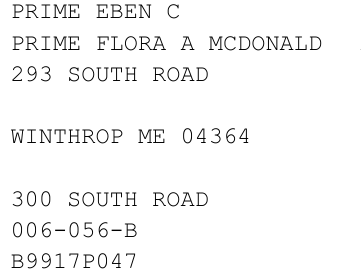 PRIME EBEN C
PRIME FLORA A MCDONALD
293 SOUTH ROAD
WINTHROP ME 04364
300 SOUTH ROAD
006-056-B
B9917P047